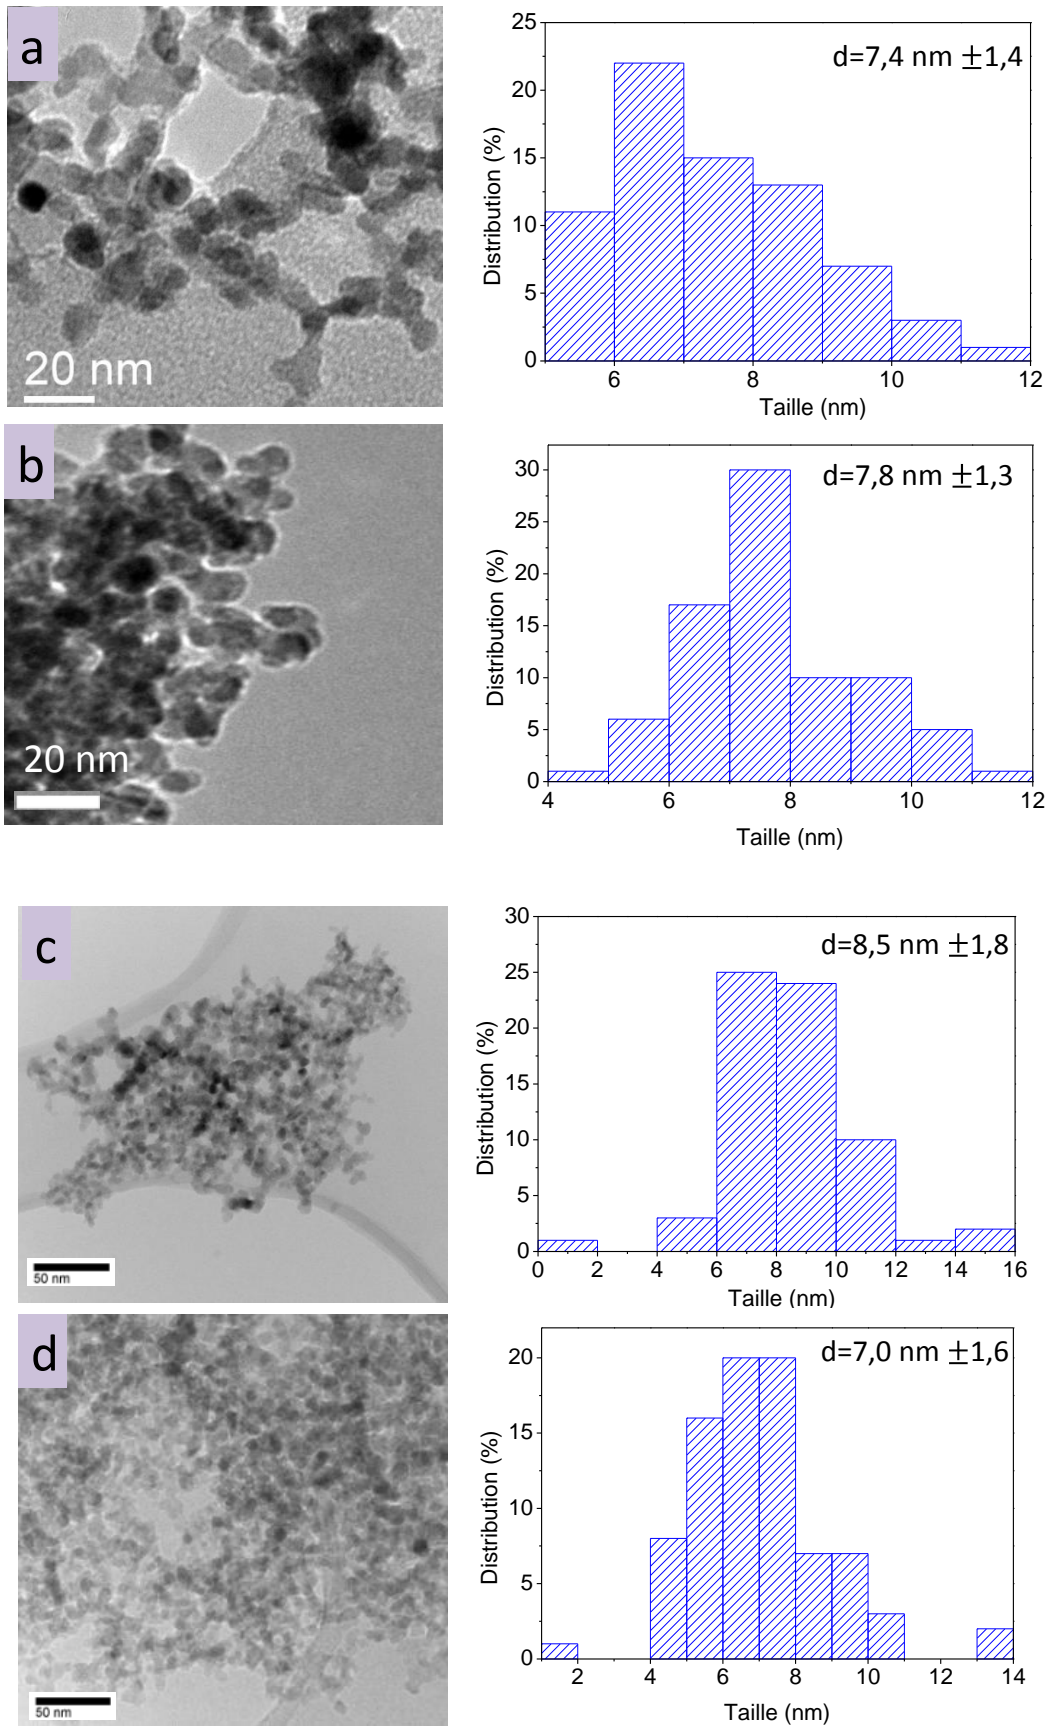 a
20 nm
d=7,4 nm ±1,4
25
20
15
10
5
0
Distribution (%)
6 8 10 12
Taille (nm)
b
20 nm
d=7,8 nm ±1,3
30
25
20
15
10
5
0
Distribution (%)
4 6 8 10 12
Taille (nm)
c
50 nm
d=8,5 nm ±1,8
30
25
20
15
10
5
0
Distribution (%)
0 2 4 6 8 10 12 14 16
Taille (nm)
d
50 nm
d=7,0 nm ±1,6
20
15
10
5
0
Distribution (%)
2 4 6 8 10 12 14
Taille (nm)